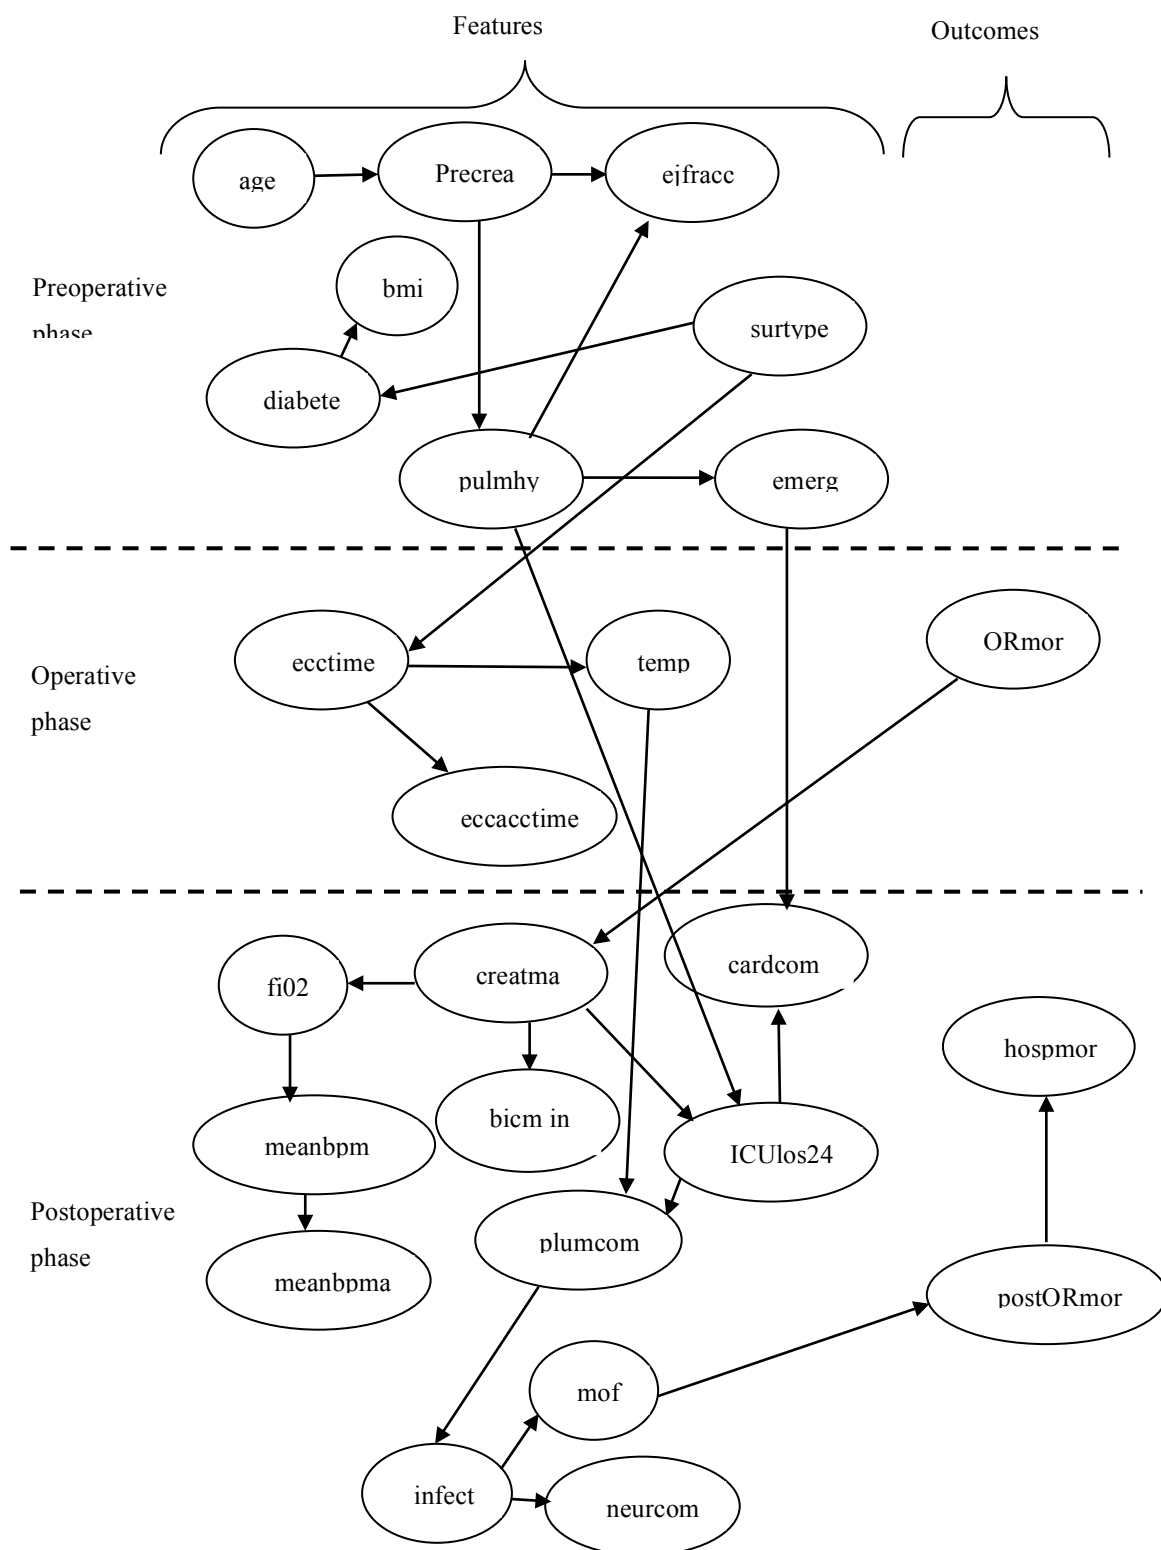 Features
Outcomes
age
Precrea
ejfracc
Preoperative
phase
bmi
surtype
diabete
pulmhy
emerg
Operative
phase
ecctime
temp
ORmor
eccacctime
fi02
creatma
cardcom
hospmor
meanbpm
bicm in
ICUlos24
Postoperative
phase
plumcom
meanbpma
postORmor
mof
infect
neurcom